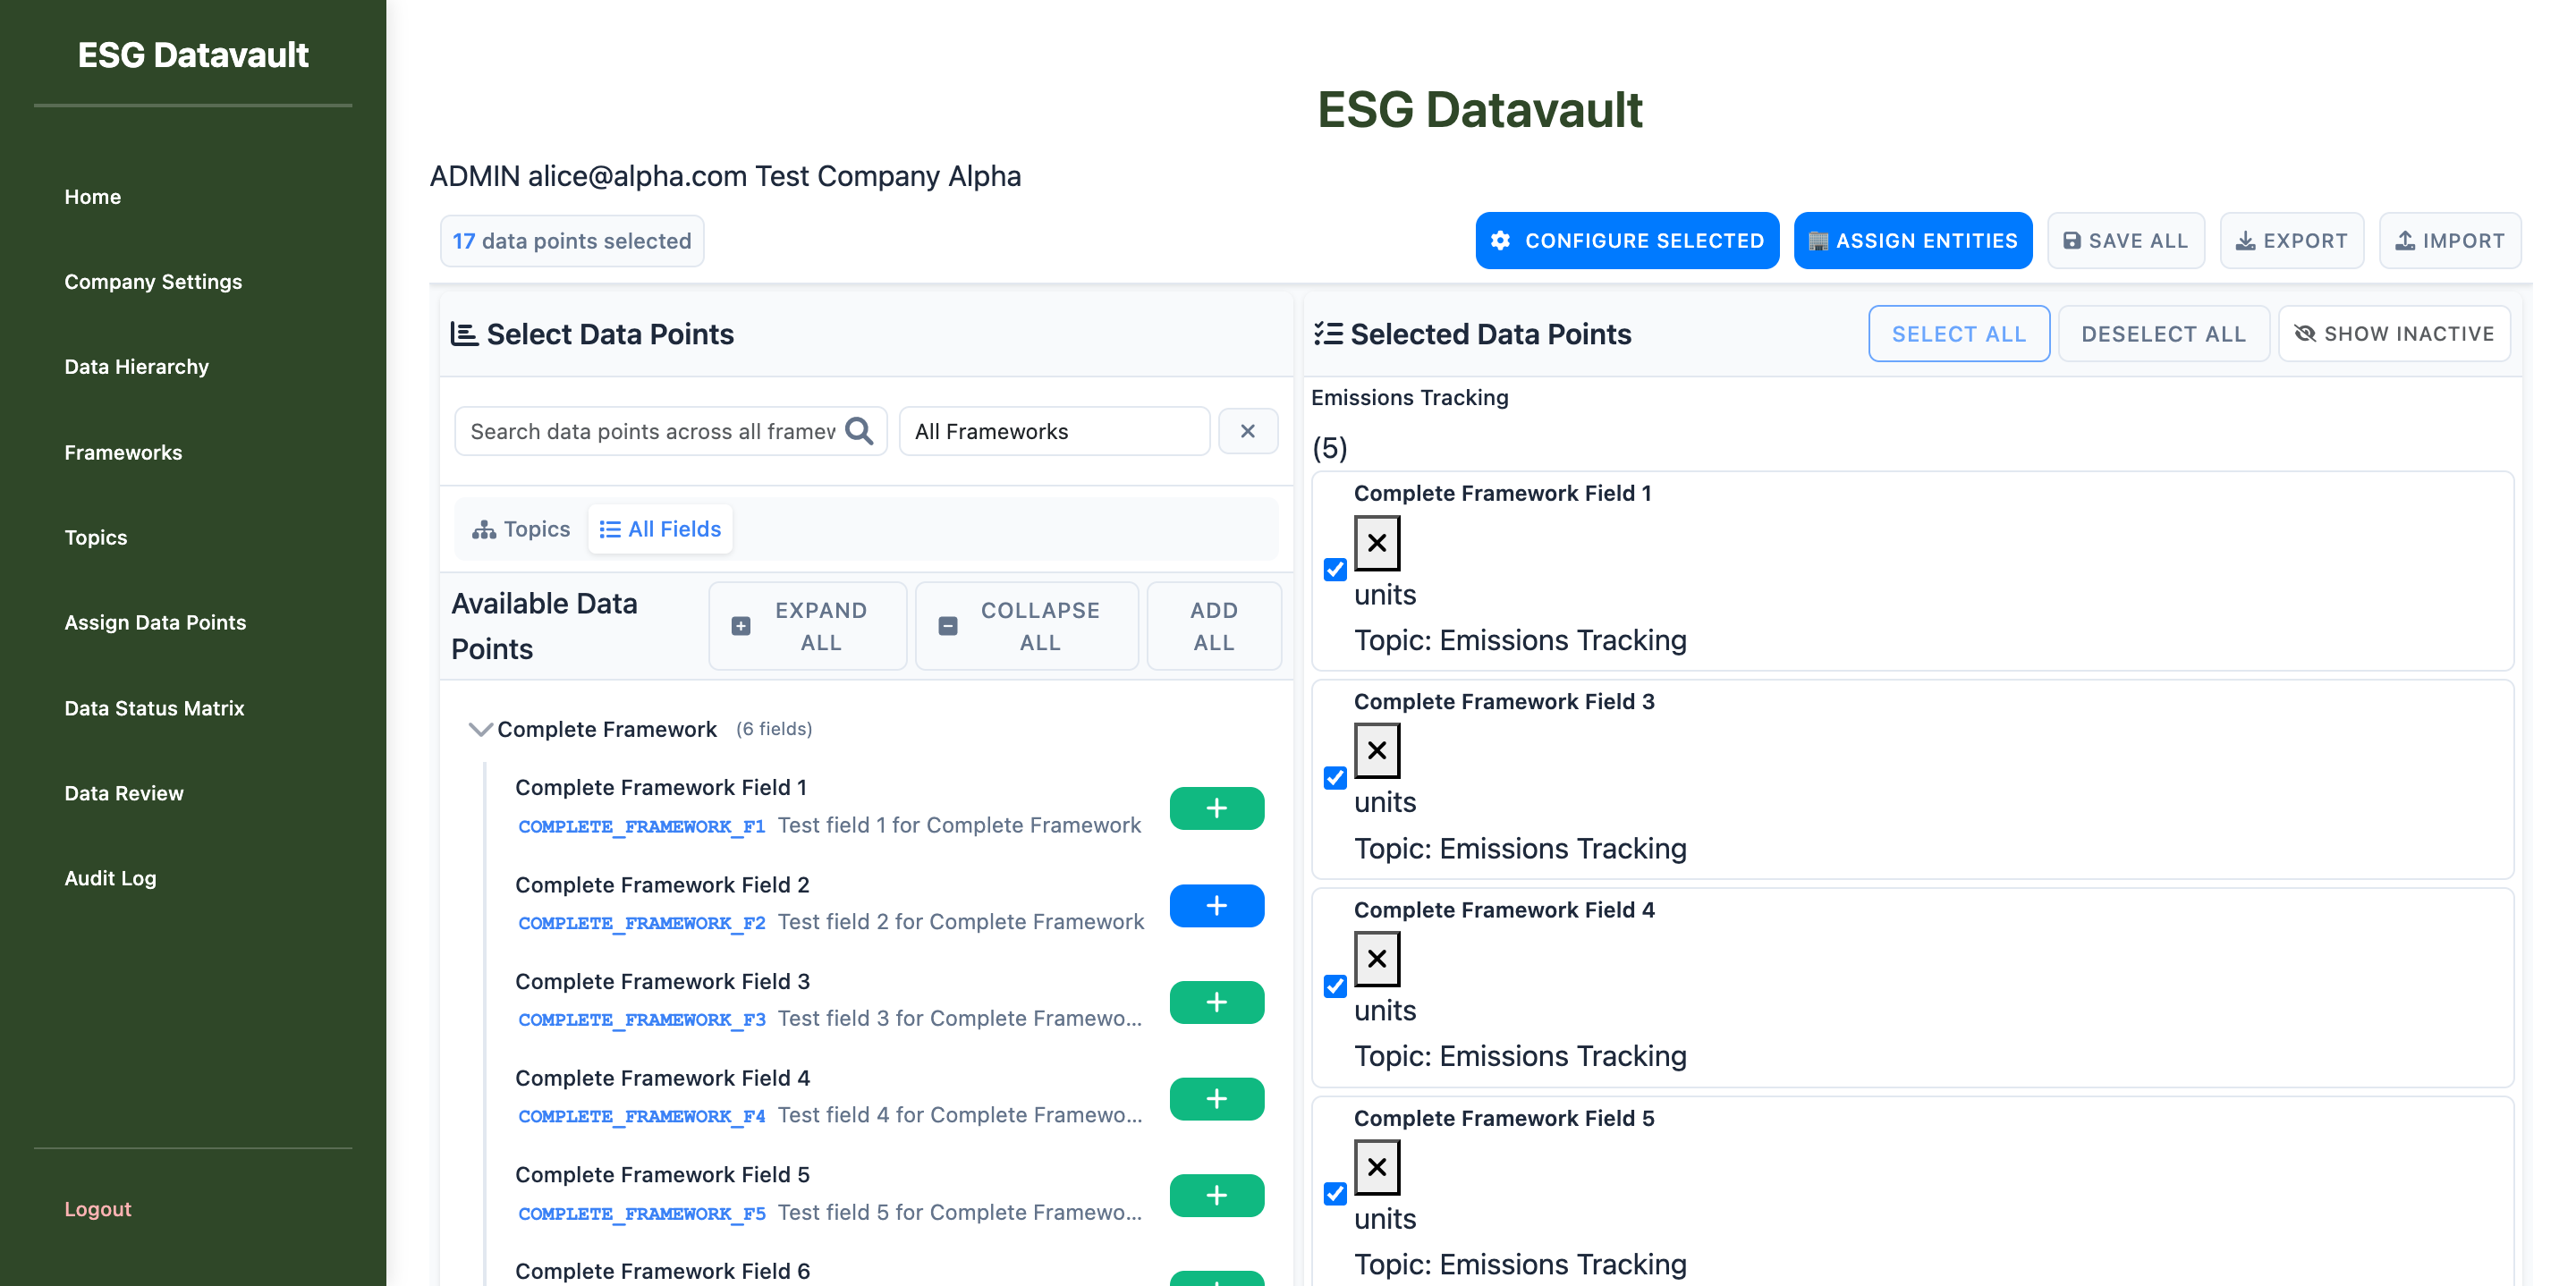 ESG Datavault
Home
Company Settings
Data Hierarchy
Frameworks
Topics
Assign Data Points
Data Status Matrix
Data Review
Audit Log
Logout
ESG Datavault
ADMIN alice@alpha.com Test Company Alpha
17 data points selected
CONFIGURE SELECTED
ASSIGN ENTITIES
SAVE ALL
EXPORT
IMPORT
Select Data Points
Search data points across all framew
All Frameworks
Topics
All Fields
Available Data
Points
EXPAND
ALL
COLLAPSE
ALL
ADD
ALL
Complete Framework (6 fields)
Complete Framework Field 1
COMPLETE_FRAMEWORK_F1 Test field 1 for Complete Framework
Complete Framework Field 2
COMPLETE_FRAMEWORK_F2 Test field 2 for Complete Framework
Complete Framework Field 3
COMPLETE_FRAMEWORK_F3 Test field 3 for Complete Framewo...
Complete Framework Field 4
COMPLETE_FRAMEWORK_F4 Test field 4 for Complete Framewo...
Complete Framework Field 5
COMPLETE_FRAMEWORK_F5 Test field 5 for Complete Framewo...
Complete Framework Field 6
Selected Data Points
SELECT ALL
DESELECT ALL
SHOW INACTIVE
Emissions Tracking
(5)
Complete Framework Field 1
units
Topic: Emissions Tracking
Complete Framework Field 3
units
Topic: Emissions Tracking
Complete Framework Field 4
units
Topic: Emissions Tracking
Complete Framework Field 5
units
Topic: Emissions Tracking